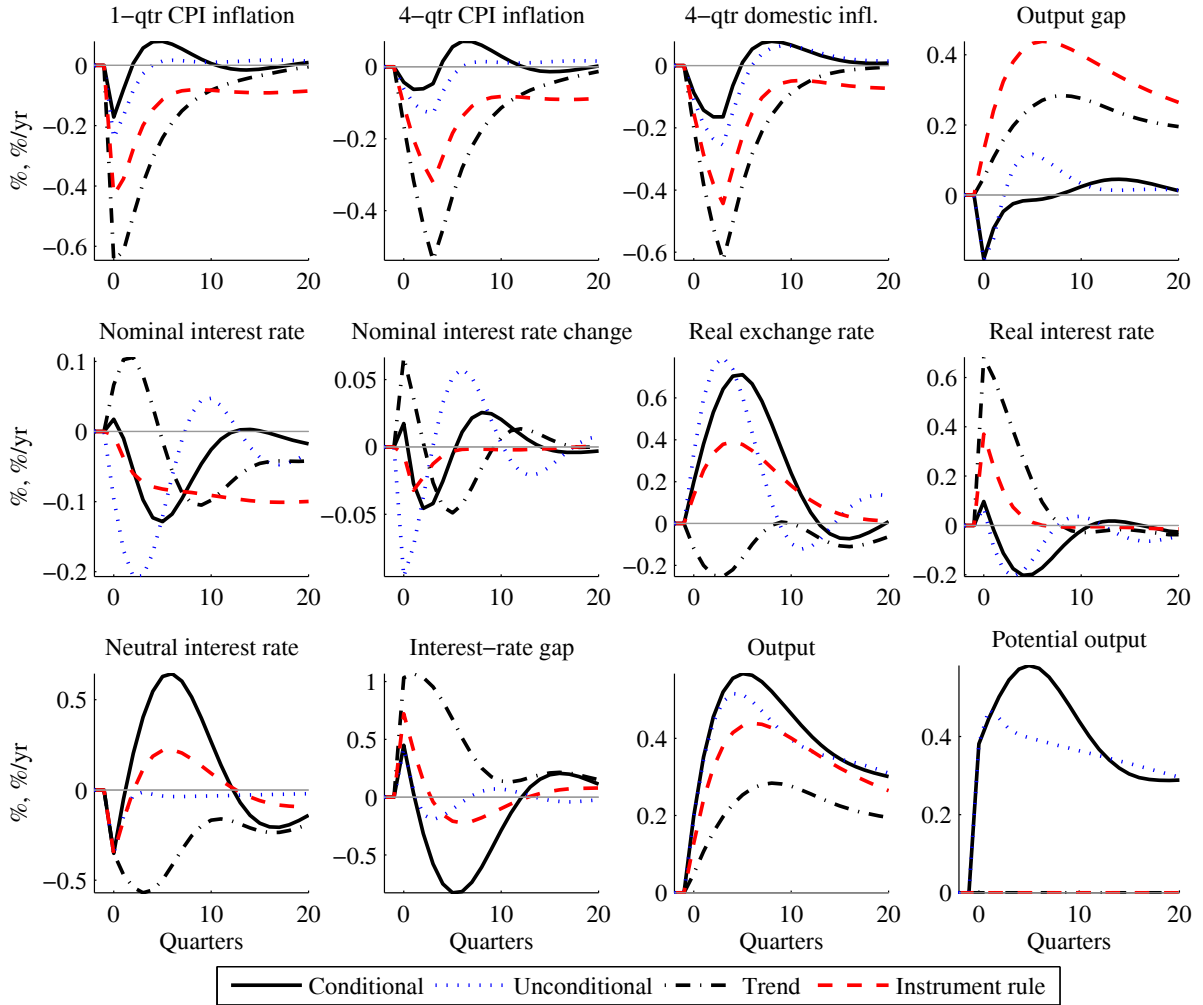 1−qtr CPI inflation
4−qtr CPI inflation
4−qtr domestic infl.
Output gap
%, %/yr
0
−0.2
−0.4
−0.6
0 10 20
0
−0.2
−0.4
0 10 20
0
−0.2
−0.4
−0.6
0 10 20
0.4
0.2
0
0 10 20
Nominal interest rate
Nominal interest rate change
Real exchange rate
Real interest rate
%, %/yr
0.1
0
−0.1
−0.2
0 10 20
0.05
0
−0.05
0 10 20
0.6
0.4
0.2
0
−0.2
0 10 20
0.6
0.4
0.2
0
−0.2
0 10 20
Neutral interest rate
Interest−rate gap
Output
Potential output
%, %/yr
0.5
0
−0.5
0 10 20
Quarters
1
0.5
0
−0.5
0 10 20
Quarters
0.4
0.2
0
0 10 20
Quarters
0.4
0.2
0
0 10 20
Quarters
Conditional
Unconditional
Trend
Instrument rule